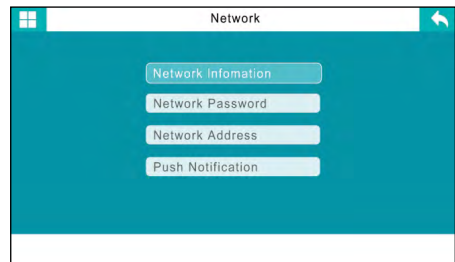 Network
Network Infomation
Network Password
Network Address
Push Notification